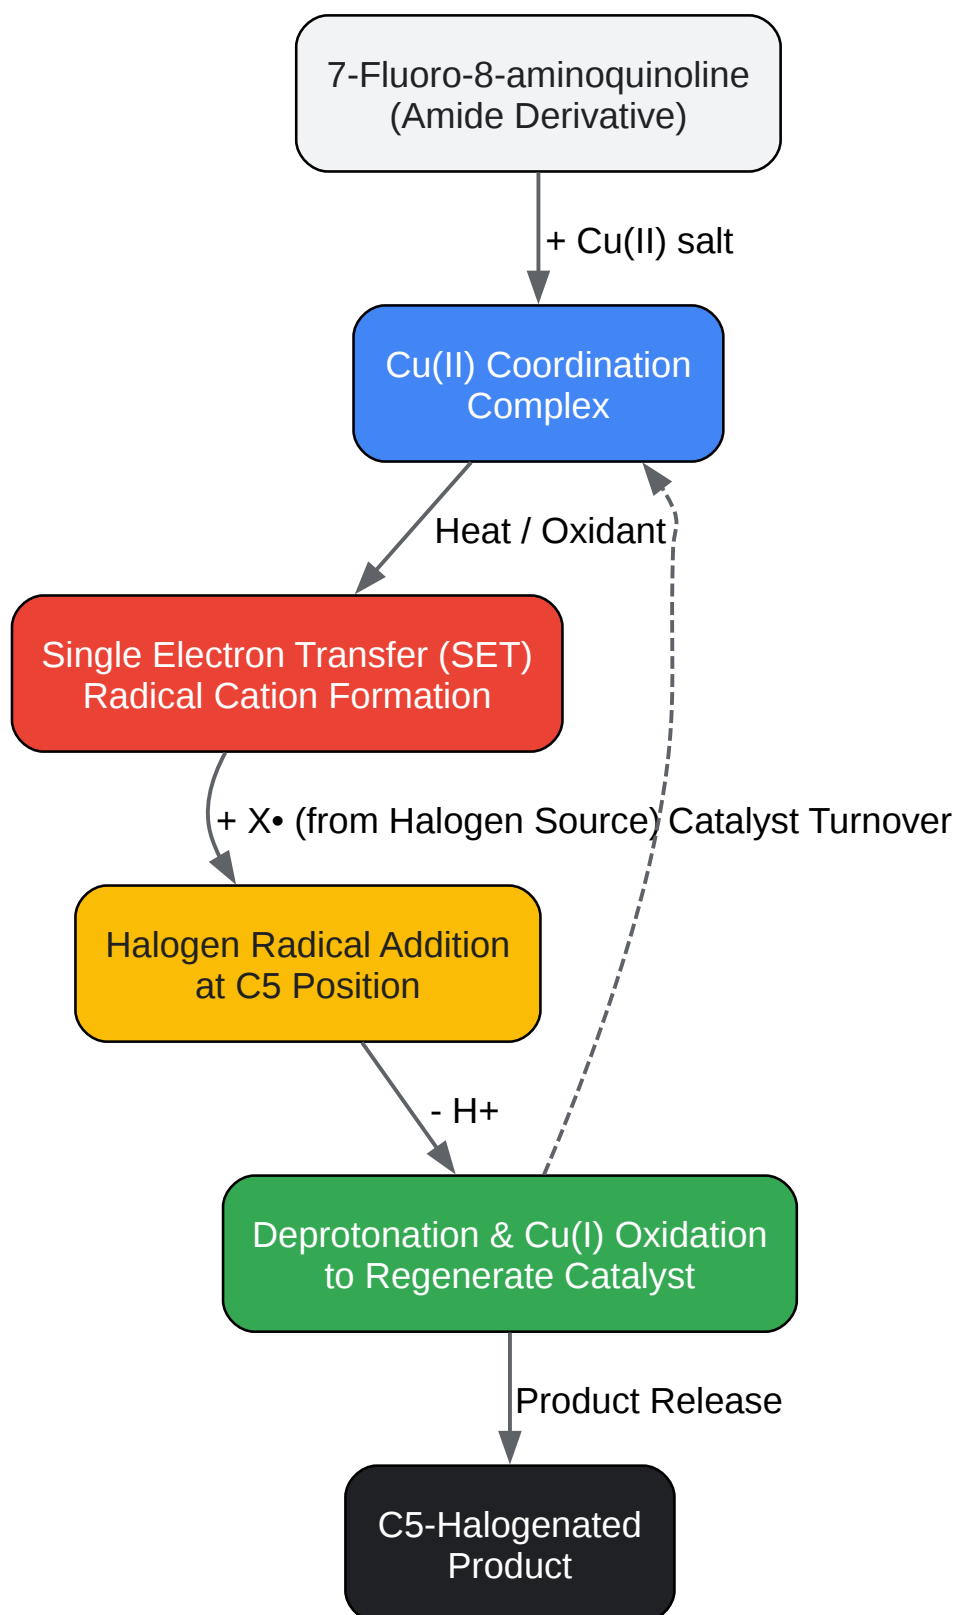 7-Fluoro-8-aminoquinoline
(Amide Derivative)
+ Cu(II) salt
Cu(II) Coordination
Complex
Heat / Oxidant
Single Electron Transfer (SET)
Radical Cation Formation
+ X• (from Halogen Source)
Catalyst Turnover
Halogen Radical Addition
at C5 Position
- H+
Deprotonation & Cu(I) Oxidation
to Regenerate Catalyst
Product Release
C5-Halogenated
Product